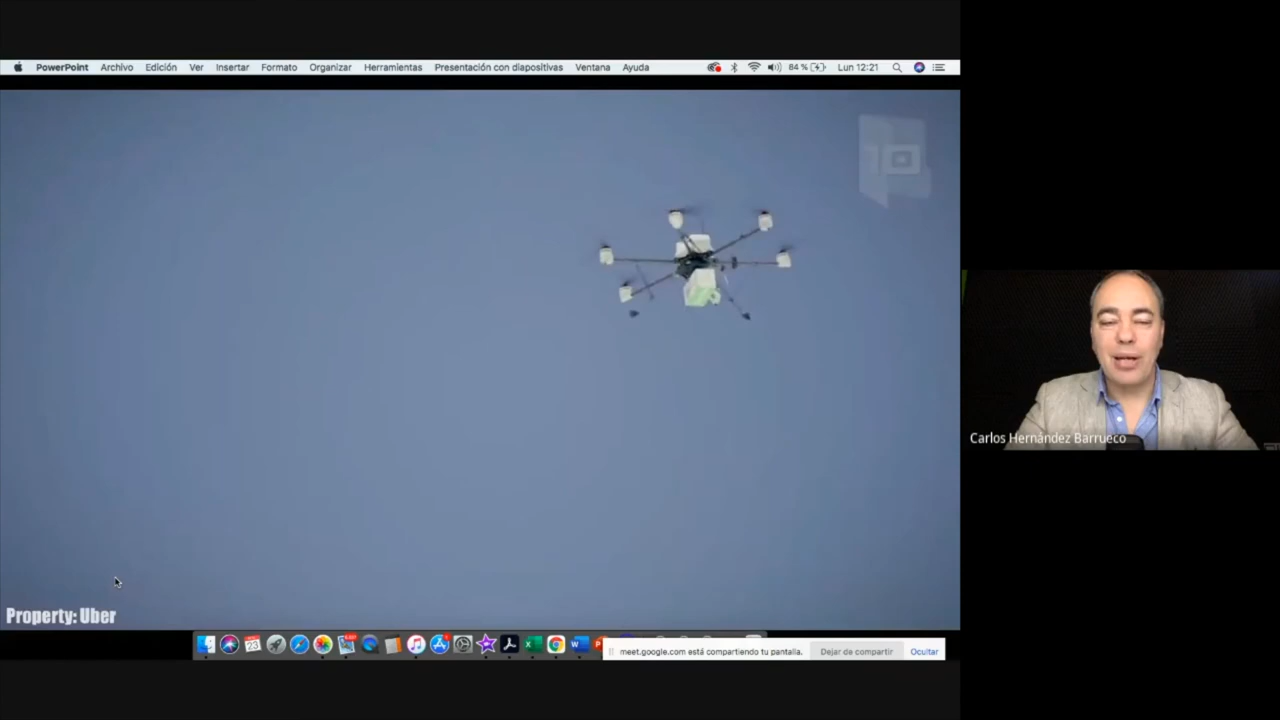 PowerPoint Archivo Edición Ver Insertar Formato Organizar Herramientas Presentación con diapositivas Ventana Ayuda 84 % Lun 12:21
Carlos Hernández Barrueco
Property: Uber
23
meet.google.com está compartiendo tu pantalla. Dejar de compartir Ocultar